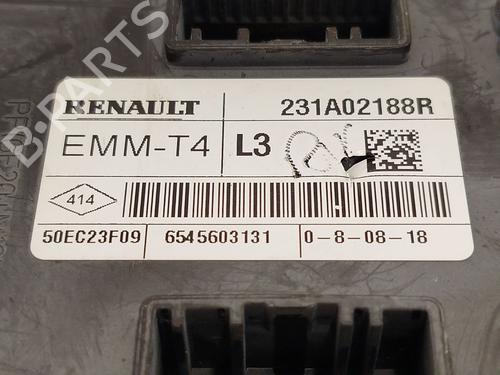 RENAULT 231A02188R
EMM-T4 L3
414
50EC23F09 6545603131 0-8-08-18
B-PARTS